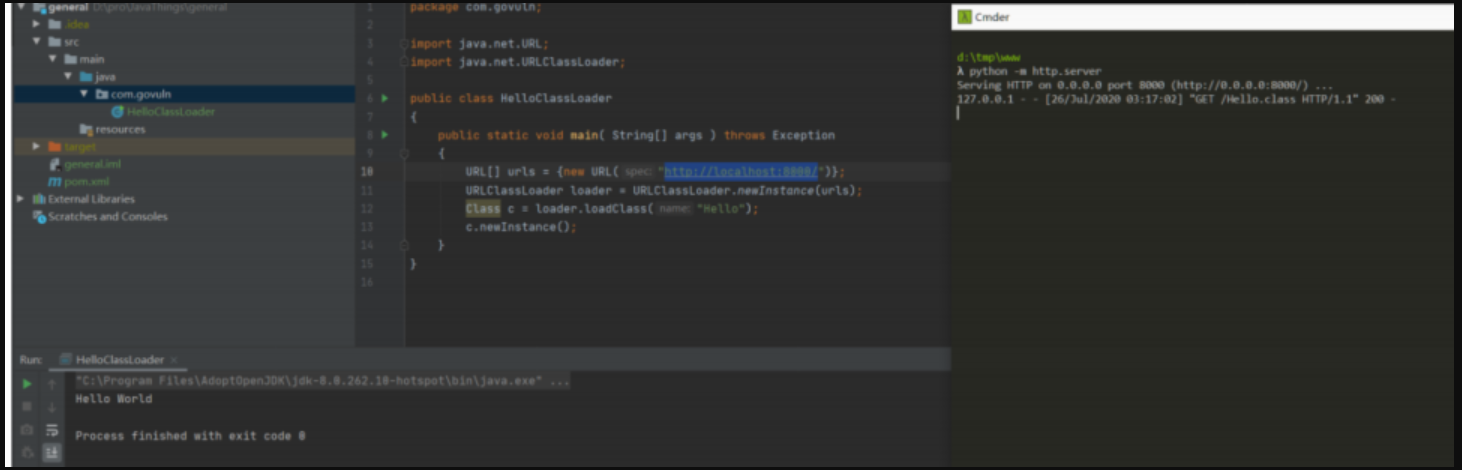 general D:\pro\JavaThings\general
.idea
src
main
java
com.govuln
HelloClassLoader
resources
target
general.iml
pom.xml
External Libraries
Scratches and Consoles
1 package com.govuln;
2
3 import java.net.URL;
4 import java.net.URLClassLoader;
5
6 public class HelloClassLoader
7 {
8 public static void main( String[] args ) throws Exception
9 {
10 URL[] urls = {new URL( spec: "http://localhost:8000/")};
11 URLClassLoader loader = URLClassLoader.newInstance(urls);
12 Class c = loader.loadClass( name: "Hello");
13 c.newInstance();
14 }
15 }
16
Cmder
d:\tmp\www
λ python -m http.server
Serving HTTP on 0.0.0.0 port 8000 (http://0.0.0.0:8000/) ...
127.0.0.1 - - [26/Jul/2020 03:17:02] "GET /Hello.class HTTP/1.1" 200 -
Run: HelloClassLoader ×
"C:\Program Files\AdoptOpenJDK\jdk-8.0.262.10-hotspot\bin\java.exe" ...
Hello World
Process finished with exit code 0